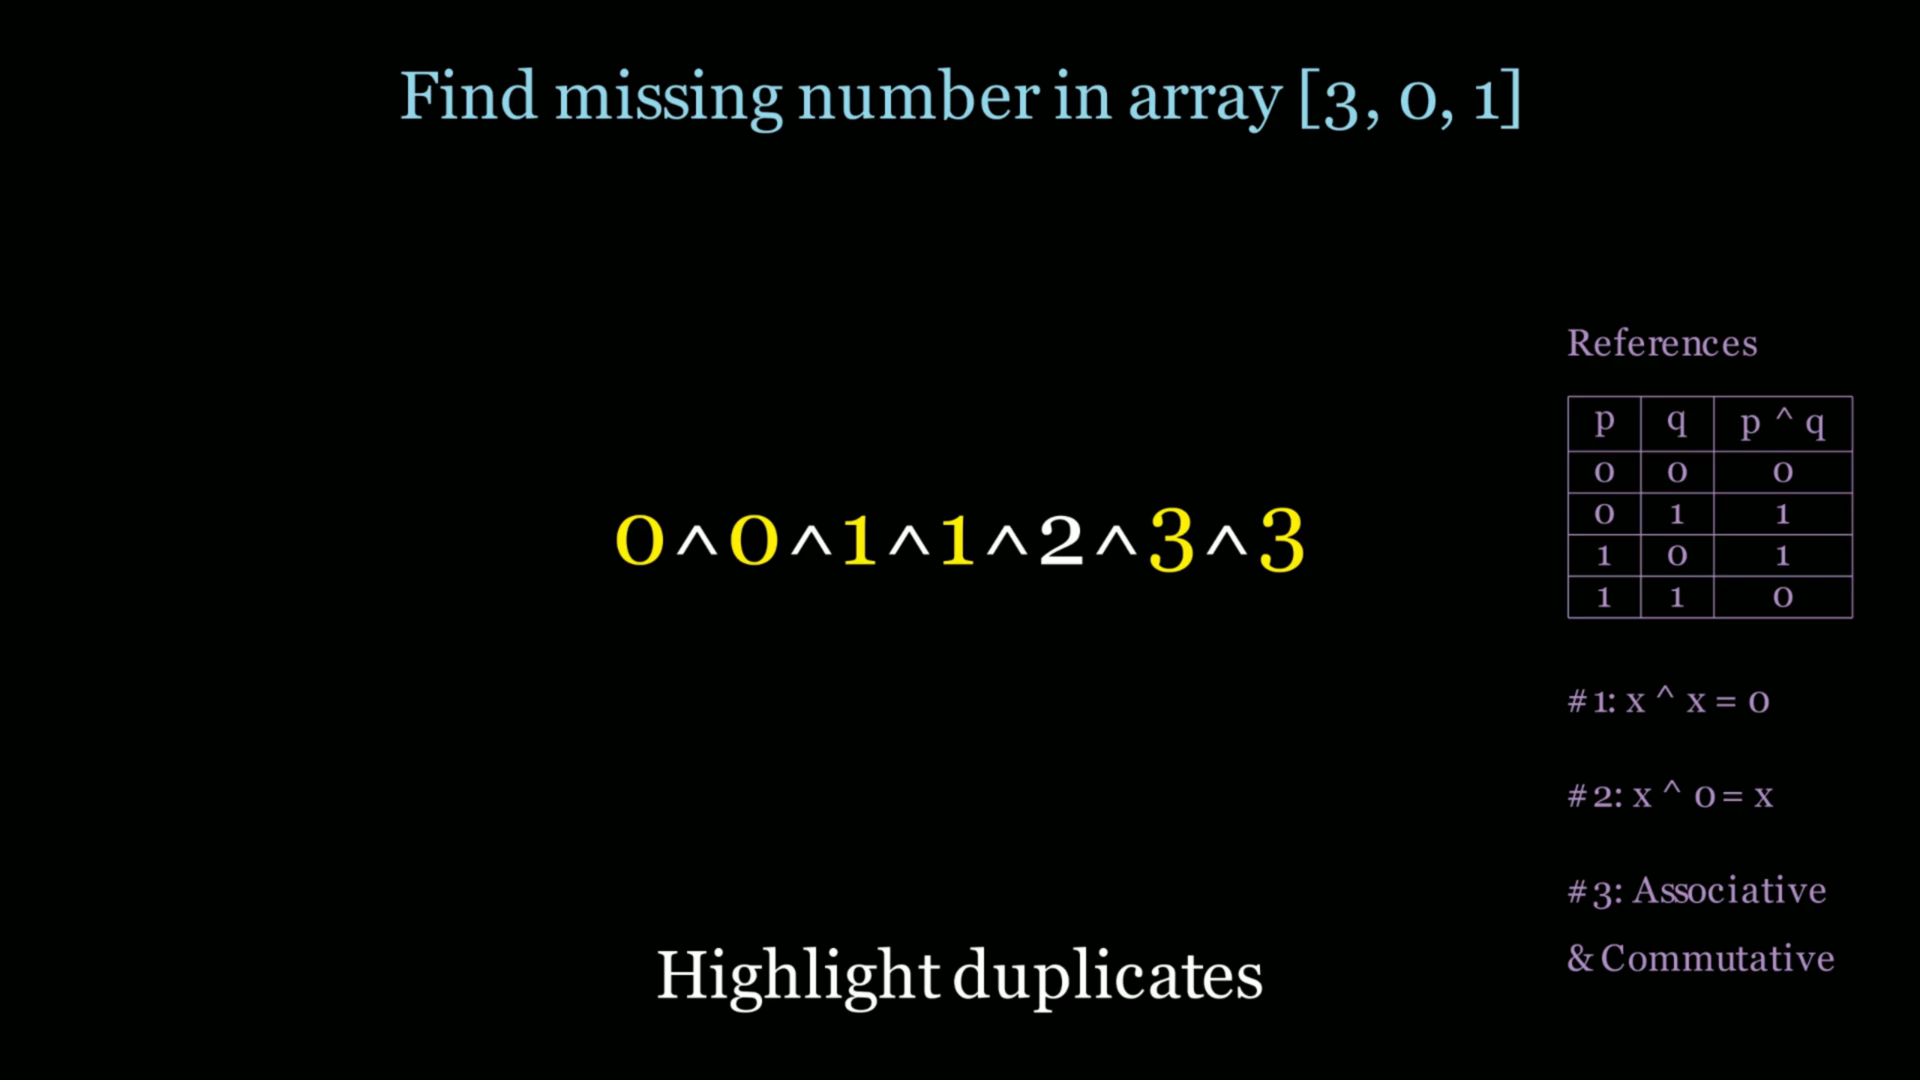 Find missing number in array [3, 0, 1]
0^0^1^1^2^3^3
Highlight duplicates
References
p q p ^ q
0 0 0
0 1 1
1 0 1
1 1 0
#1: x ^ x = 0
#2: x ^ 0 = x
#3: Associative
& Commutative